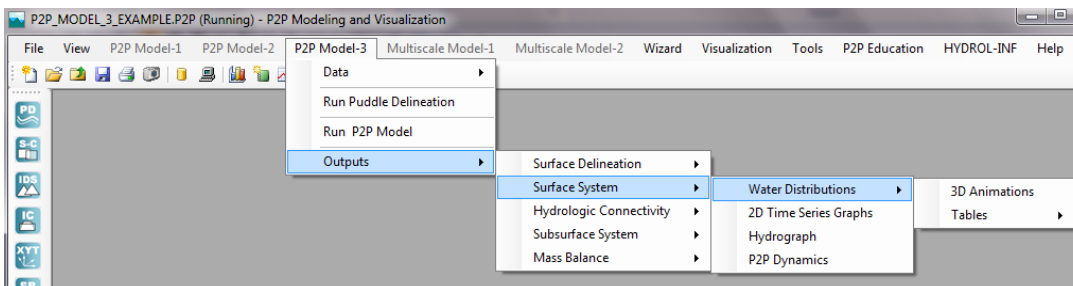 P2P_MODEL_3_EXAMPLE.P2P (Running) - P2P Modeling and Visualization
File View P2P Model-1 P2P Model-2 P2P Model-3 Multiscale Model-1 Multiscale Model-2 Wizard Visualization Tools P2P Education HYDROL-INF Help
Data
Run Puddle Delineation
Run P2P Model
Outputs
Surface Delineation
Surface System
Hydrologic Connectivity
Subsurface System
Mass Balance
Water Distributions
2D Time Series Graphs
Hydrograph
P2P Dynamics
3D Animations
Tables
PD
S-C
IDS
IC
XYT